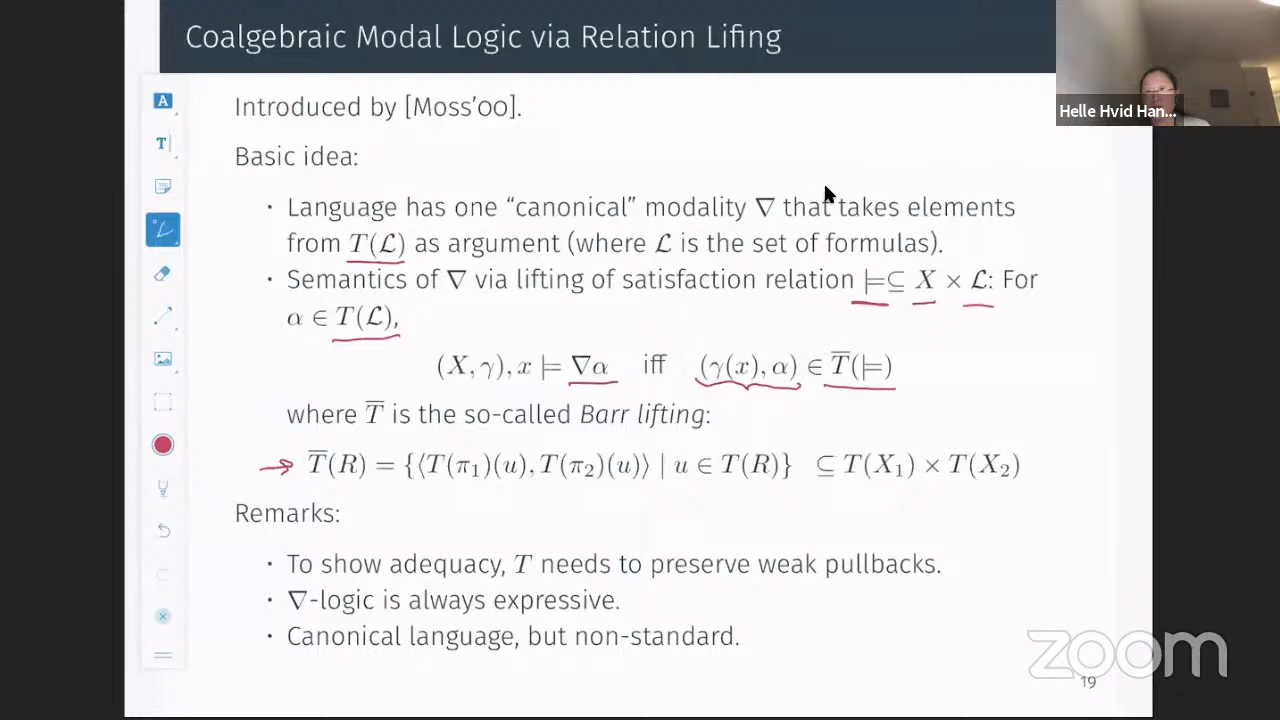 Coalgebraic Modal Logic via Relation Lifing
Helle Hvid Han...
A
T
Introduced by [Moss'00].
Basic idea:
· Language has one “canonical” modality ∇ that takes elements
from T(ℒ) as argument (where ℒ is the set of formulas).
· Semantics of ∇ via lifting of satisfaction relation ⊨⊆ X × ℒ: For
α ∈ T(ℒ),
(X, γ), x ⊨ ∇α iff (γ(x), α) ∈ T̅(⊨)
where T̅ is the so-called Barr lifting:
T̅(R) = {⟨T(π₁)(u), T(π₂)(u)⟩ | u ∈ T(R)} ⊆ T(X₁) × T(X₂)
Remarks:
· To show adequacy, T needs to preserve weak pullbacks.
· ∇-logic is always expressive.
· Canonical language, but non-standard.
zoom
19